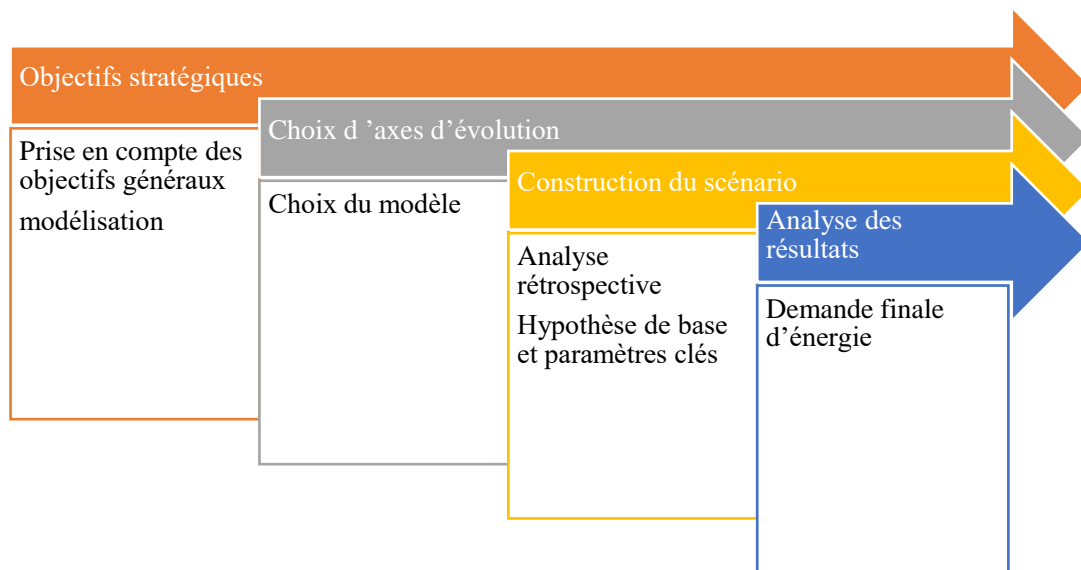 Objectifs stratégiques
Prise en compte des
objectifs généraux
modélisation
Choix d ’axes d’évolution
Choix du modèle
Construction du scénario
Analyse
rétrospective
Hypothèse de base
et paramètres clés
Analyse des
résultats
Demande finale
d’énergie